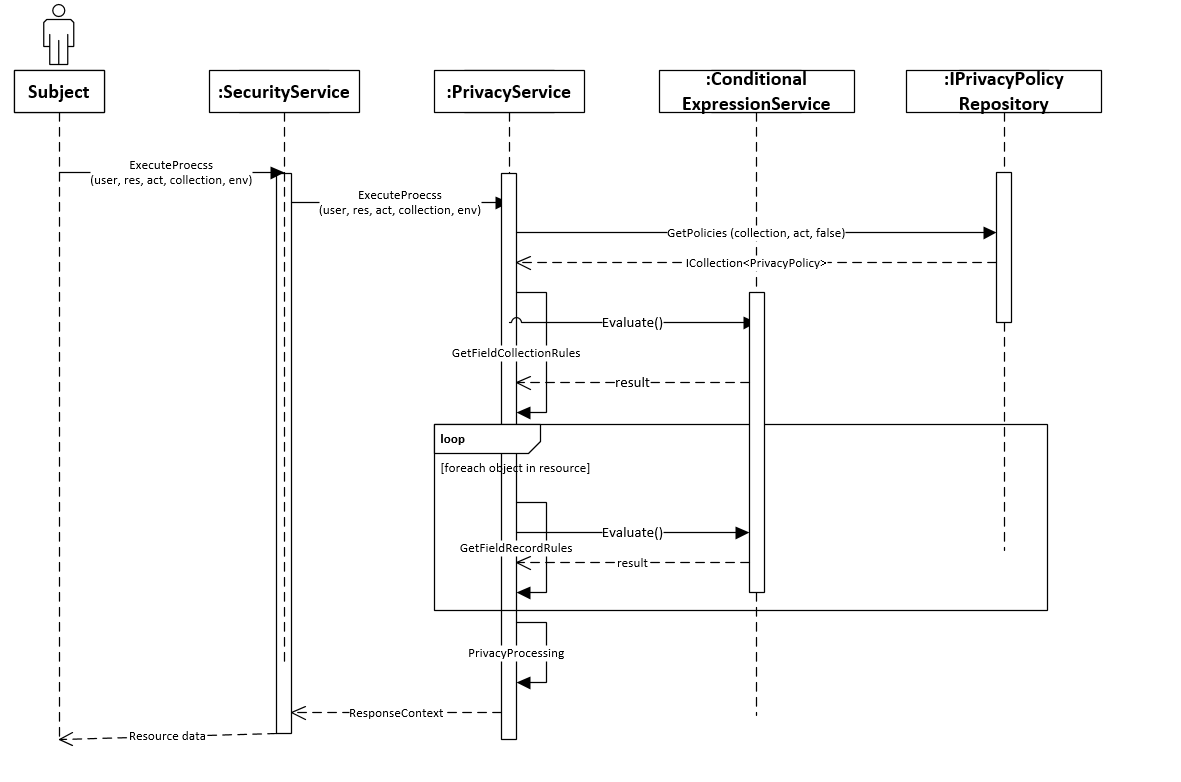 Subject
:SecurityService
:PrivacyService
:Conditional
ExpressionService
:IPrivacyPolicy
Repository
ExecuteProecss
(user, res, act, collection, env)
ExecuteProecss
(user, res, act, collection, env)
GetPolicies (collection, act, false)
ICollection<PrivacyPolicy>
Evaluate()
GetFieldCollectionRules
result
loop
[foreach object in resource]
Evaluate()
GetFieldRecordRules
result
PrivacyProcessing
ResponseContext
Resource data